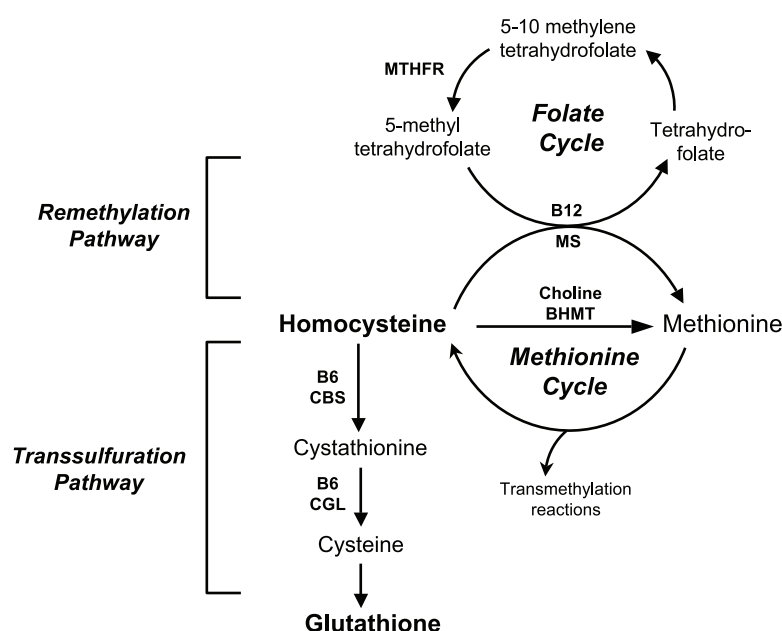 5-10 methylene
tetrahydrofolate
MTHFR
5-methyl
tetrahydrofolate
Folate
Cycle
Tetrahydro-
folate
Remethylation
Pathway
B12
MS
Homocysteine
Choline
BHMT
Methionine
Methionine
Cycle
Transsulfuration
Pathway
B6
CBS
Cystathionine
B6
CGL
Cysteine
Glutathione
Transmethylation
reactions